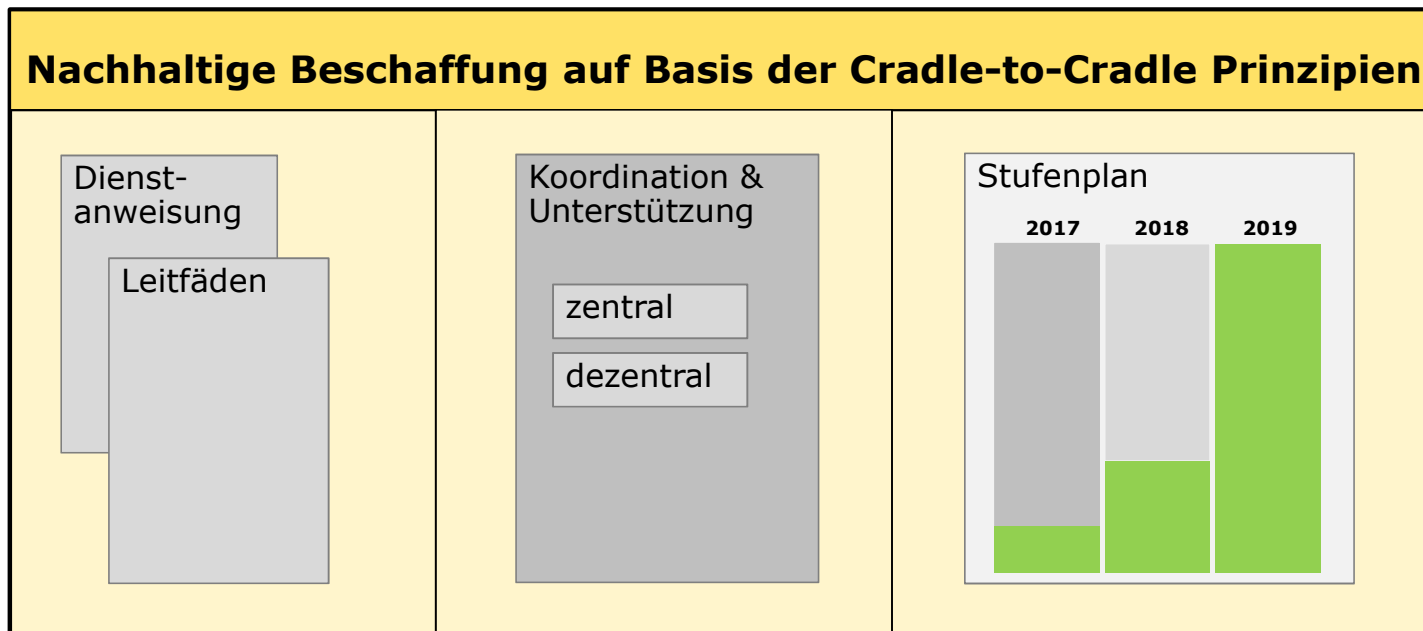 Nachhaltige Beschaffung auf Basis der Cradle-to-Cradle Prinzipien
Dienst-
anweisung
Leitfäden
Koordination &
Unterstützung
zentral
dezentral
Stufenplan
2017 2018 2019